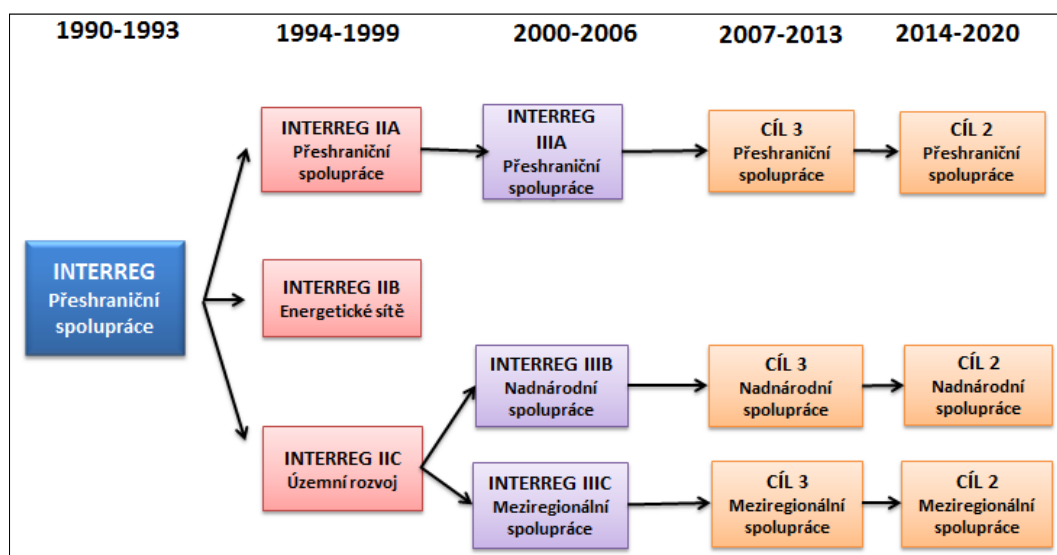 1990-1993
1994-1999
2000-2006
2007-2013
2014-2020
INTERREG
Přeshraniční
spolupráce
INTERREG IIA
Přeshraniční
spolupráce
INTERREG
IIIA
Přeshraniční
spolupráce
CÍL 3
Přeshraniční
spolupráce
CÍL 2
Přeshraniční
spolupráce
INTERREG IIB
Energetické sítě
INTERREG IIC
Územní rozvoj
INTERREG IIIB
Nadnárodní
spolupráce
CÍL 3
Nadnárodní
spolupráce
CÍL 2
Nadnárodní
spolupráce
INTERREG IIIC
Meziregionální
spolupráce
CÍL 3
Meziregionální
spolupráce
CÍL 2
Meziregionální
spolupráce